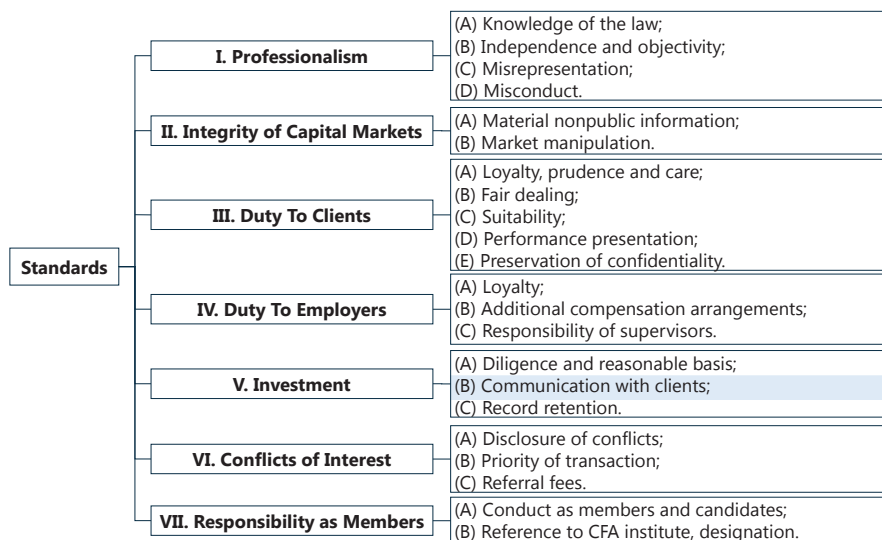 Standards
I. Professionalism
(A) Knowledge of the law;
(B) Independence and objectivity;
(C) Misrepresentation;
(D) Misconduct.
II. Integrity of Capital Markets
(A) Material nonpublic information;
(B) Market manipulation.
III. Duty To Clients
(A) Loyalty, prudence and care;
(B) Fair dealing;
(C) Suitability;
(D) Performance presentation;
(E) Preservation of confidentiality.
IV. Duty To Employers
(A) Loyalty;
(B) Additional compensation arrangements;
(C) Responsibility of supervisors.
V. Investment
(A) Diligence and reasonable basis;
(B) Communication with clients;
(C) Record retention.
VI. Conflicts of Interest
(A) Disclosure of conflicts;
(B) Priority of transaction;
(C) Referral fees.
VII. Responsibility as Members
(A) Conduct as members and candidates;
(B) Reference to CFA institute, designation.